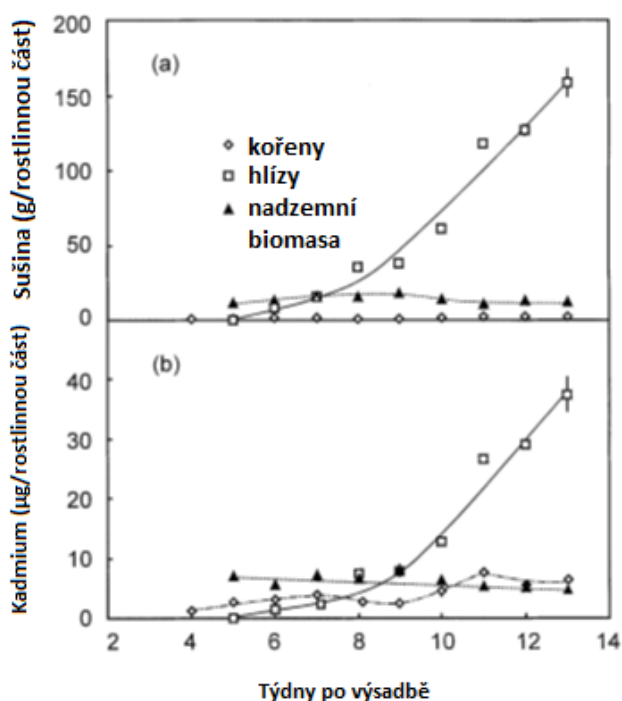 Sušina (g/rostlinnou část)
200
150
100
50
0
(a)
kořeny
hlízy
nadzemní
biomasa
Kadmium (µg/rostlinnou část)
40
30
20
10
0
(b)
2 4 6 8 10 12 14
Týdny po výsadbě